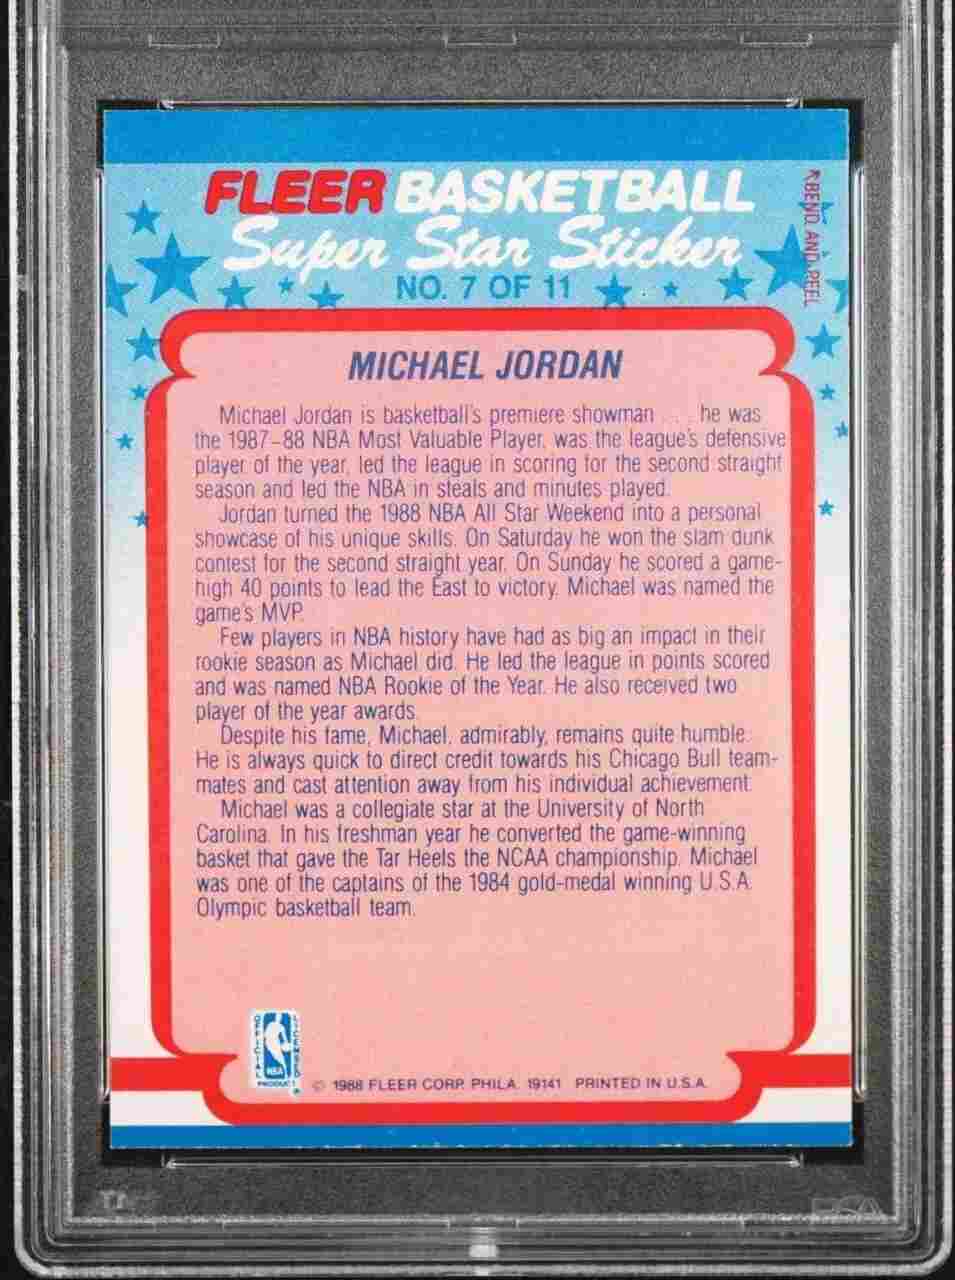 FLEER BASKETBALL
Super Star Sticker
NO. 7 OF 11
BEND AND PEEL
MICHAEL JORDAN
Michael Jordan is basketball's premiere showman . . . he was
the 1987-88 NBA Most Valuable Player, was the league's defensive
player of the year, led the league in scoring for the second straight
season and led the NBA in steals and minutes played.
Jordan turned the 1988 NBA All Star Weekend into a personal
showcase of his unique skills. On Saturday he won the slam dunk
contest for the second straight year. On Sunday he scored a game-
high 40 points to lead the East to victory. Michael was named the
game's MVP.
Few players in NBA history have had as big an impact in their
rookie season as Michael did. He led the league in points scored
and was named NBA Rookie of the Year. He also received two
player of the year awards.
Despite his fame, Michael, admirably, remains quite humble.
He is always quick to direct credit towards his Chicago Bull team-
mates and cast attention away from his individual achievement.
Michael was a collegiate star at the University of North
Carolina. In his freshman year he converted the game-winning
basket that gave the Tar Heels the NCAA championship. Michael
was one of the captains of the 1984 gold-medal winning U.S.A.
Olympic basketball team.
OFFICIAL LICENSED
NBA
PRODUCT
© 1988 FLEER CORP. PHILA. 19141 PRINTED IN U.S.A.
PSA